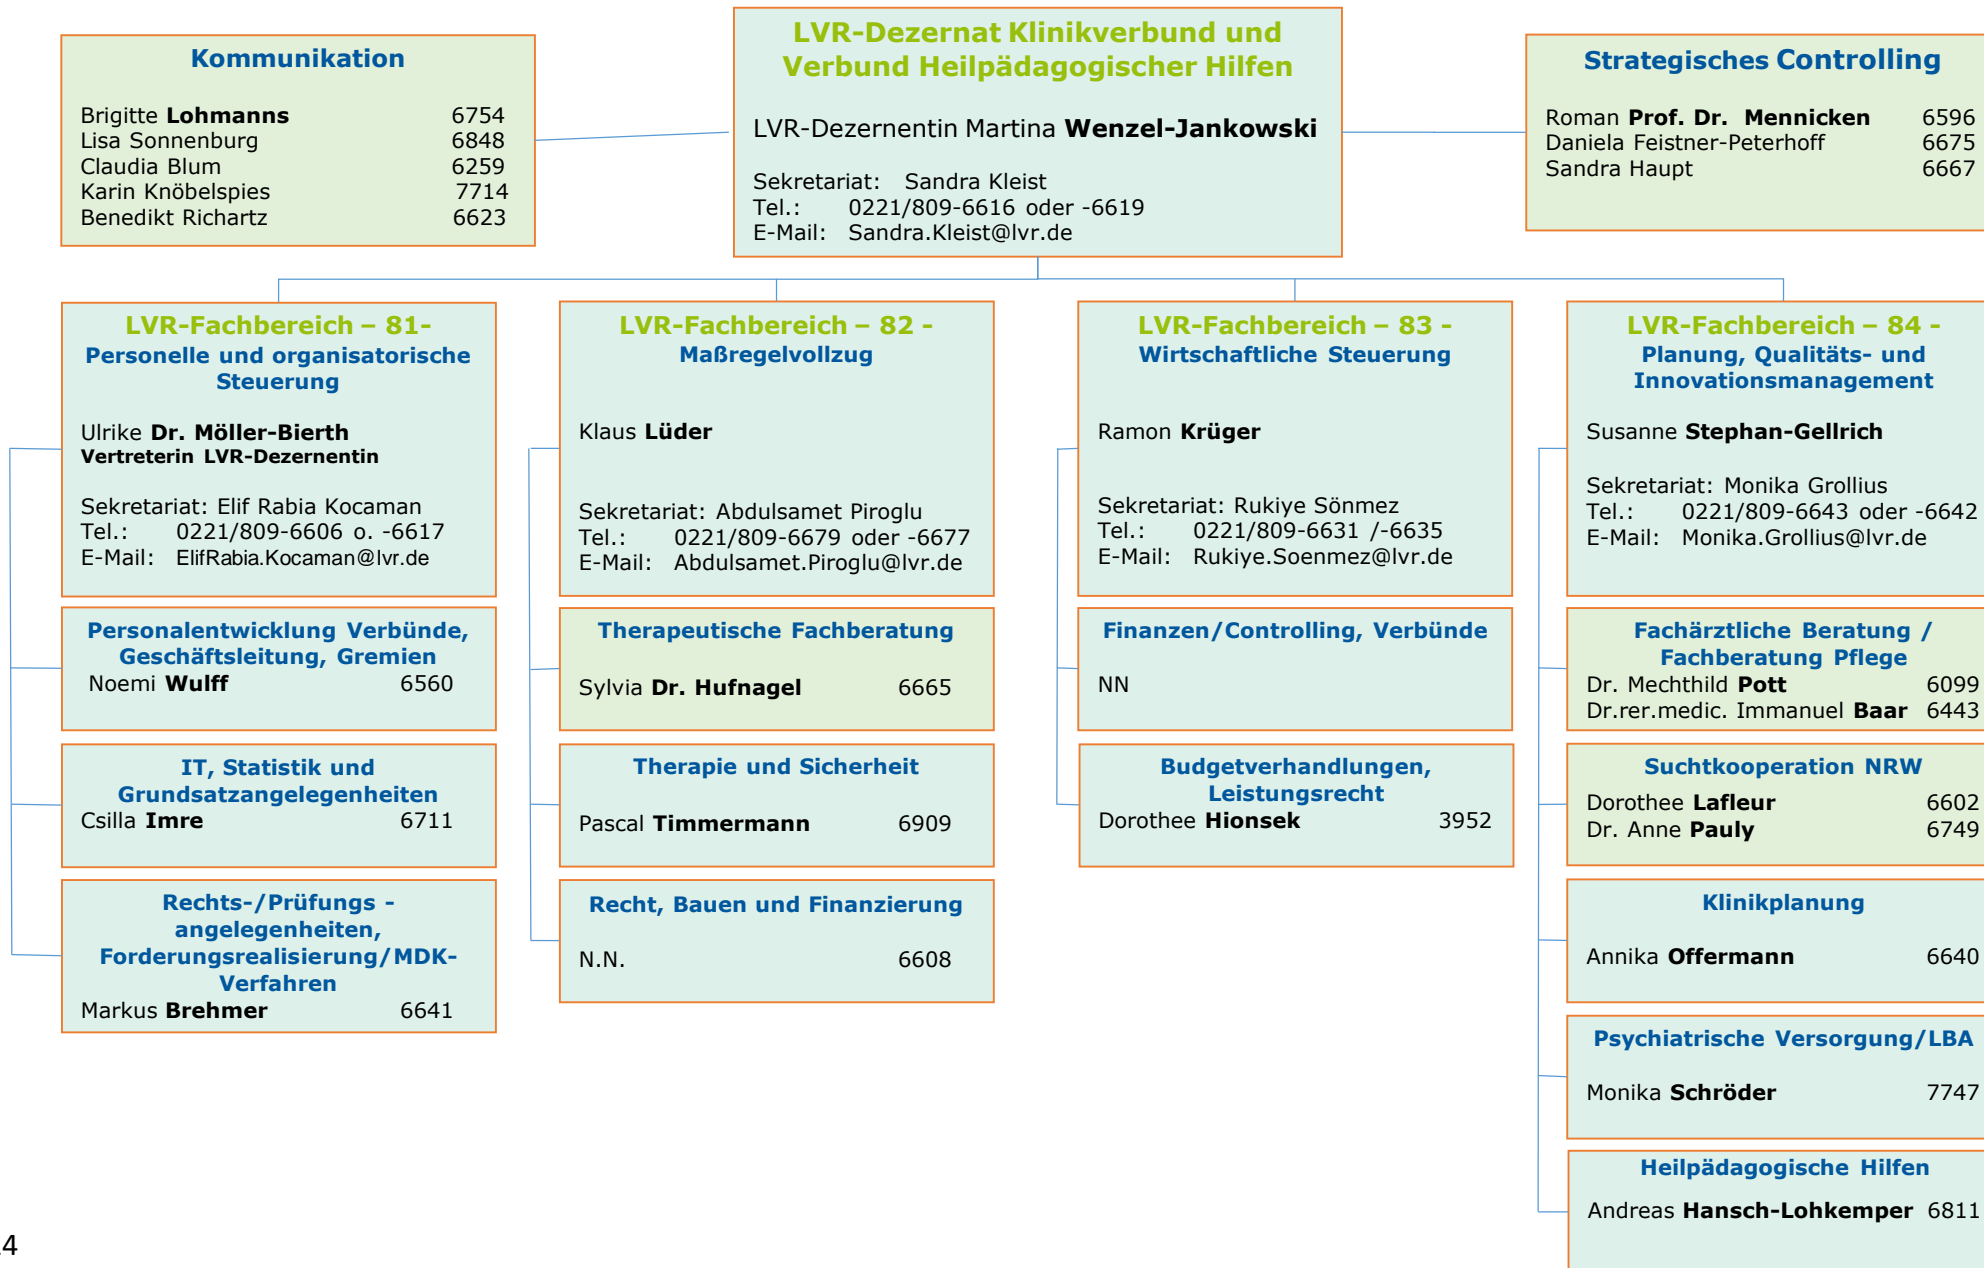 Kommunikation
Brigitte Lohmanns 6754
Lisa Sonnenburg 6848
Claudia Blum 6259
Karin Knöbelspies 7714
Benedikt Richartz 6623
LVR-Dezernat Klinikverbund und
Verbund Heilpädagogischer Hilfen
LVR-Dezernentin Martina Wenzel-Jankowski
Sekretariat: Sandra Kleist
Tel.: 0221/809-6616 oder -6619
E-Mail: Sandra.Kleist@lvr.de
Strategisches Controlling
Roman Prof. Dr. Mennicken 6596
Daniela Feistner-Peterhoff 6675
Sandra Haupt 6667
LVR-Fachbereich – 81-
Personelle und organisatorische
Steuerung
Ulrike Dr. Möller-Bierth
Vertreterin LVR-Dezernentin
Sekretariat: Elif Rabia Kocaman
Tel.: 0221/809-6606 o. -6617
E-Mail: ElifRabia.Kocaman@lvr.de
Personalentwicklung Verbünde,
Geschäftsleitung, Gremien
Noemi Wulff 6560
IT, Statistik und
Grundsatzangelegenheiten
Csilla Imre 6711
Rechts-/Prüfungs -
angelegenheiten,
Forderungsrealisierung/MDK-
Verfahren
Markus Brehmer 6641
LVR-Fachbereich – 82 -
Maßregelvollzug
Klaus Lüder
Sekretariat: Abdulsamet Piroglu
Tel.: 0221/809-6679 oder -6677
E-Mail: Abdulsamet.Piroglu@lvr.de
Therapeutische Fachberatung
Sylvia Dr. Hufnagel 6665
Therapie und Sicherheit
Pascal Timmermann 6909
Recht, Bauen und Finanzierung
N.N. 6608
LVR-Fachbereich – 83 -
Wirtschaftliche Steuerung
Ramon Krüger
Sekretariat: Rukiye Sönmez
Tel.: 0221/809-6631 /-6635
E-Mail: Rukiye.Soenmez@lvr.de
Finanzen/Controlling, Verbünde
NN
Budgetverhandlungen,
Leistungsrecht
Dorothee Hionsek 3952
LVR-Fachbereich – 84 -
Planung, Qualitäts- und
Innovationsmanagement
Susanne Stephan-Gellrich
Sekretariat: Monika Grollius
Tel.: 0221/809-6643 oder -6642
E-Mail: Monika.Grollius@lvr.de
Fachärztliche Beratung /
Fachberatung Pflege
Dr. Mechthild Pott 6099
Dr.rer.medic. Immanuel Baar 6443
Suchtkooperation NRW
Dorothee Lafleur 6602
Dr. Anne Pauly 6749
Klinikplanung
Annika Offermann 6640
Psychiatrische Versorgung/LBA
Monika Schröder 7747
Heilpädagogische Hilfen
Andreas Hansch-Lohkemper 6811